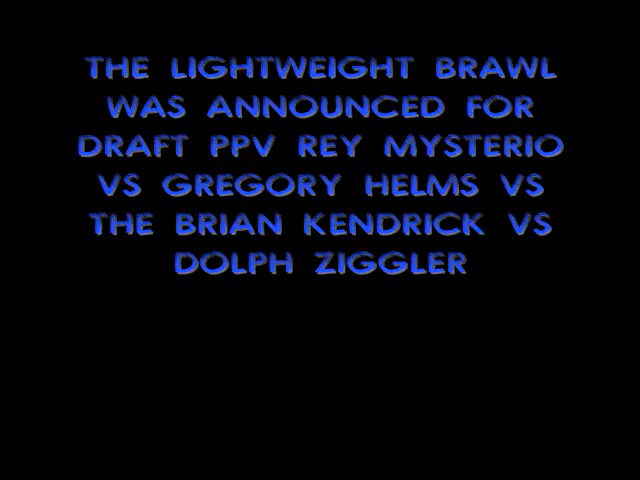 THE LIGHTWEIGHT BRAWL
WAS ANNOUNCED FOR
DRAFT PPV REY MYSTERIO
VS GREGORY HELMS VS
THE BRIAN KENDRICK VS
DOLPH ZIGGLER